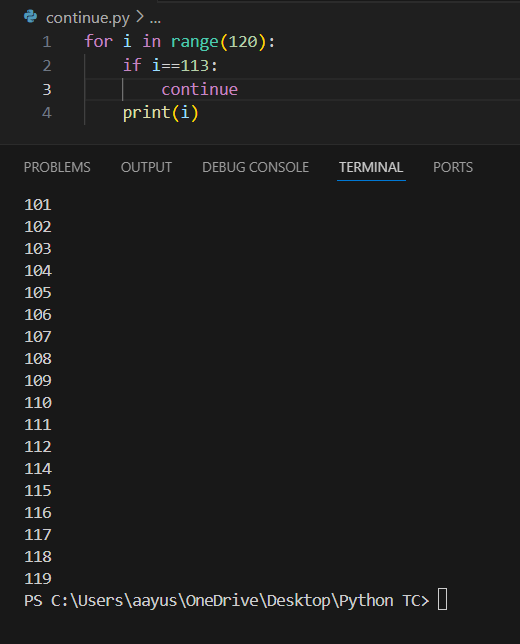 continue.py > ...
1 for i in range(120):
2     if i==113:
3         continue
4     print(i)
PROBLEMS OUTPUT DEBUG CONSOLE TERMINAL PORTS
101
102
103
104
105
106
107
108
109
110
111
112
114
115
116
117
118
119
PS C:\Users\aayus\OneDrive\Desktop\Python TC>